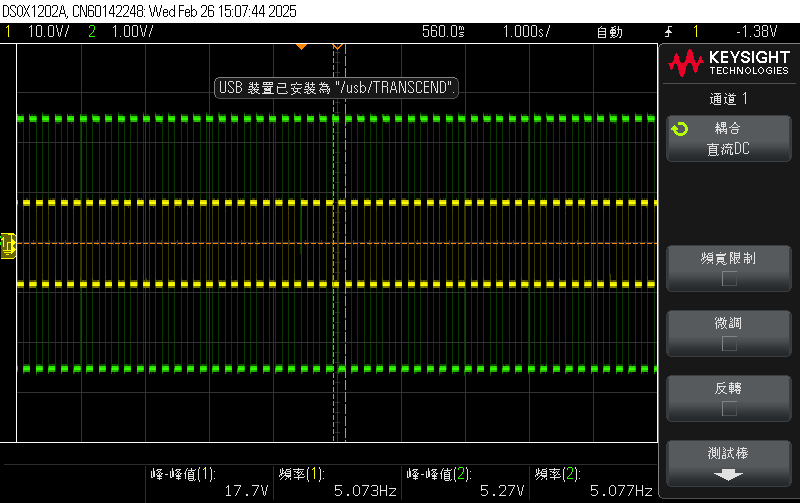 DSOX1202A, CN60142248: Wed Feb 26 15:07:44 2025
1 10.0V/ 2 1.00V/ 560.0ms 1.000s/ 自動 1 -1.38V
USB 裝置已安裝為 "/usb/TRANSCEND".
KEYSIGHT
TECHNOLOGIES
通道 1
耦合
直流DC
頻寬限制
微調
反轉
測試棒
峰-峰值(1): 頻率(1): 峰-峰值(2): 頻率(2):
17.7V 5.073Hz 5.27V 5.077Hz